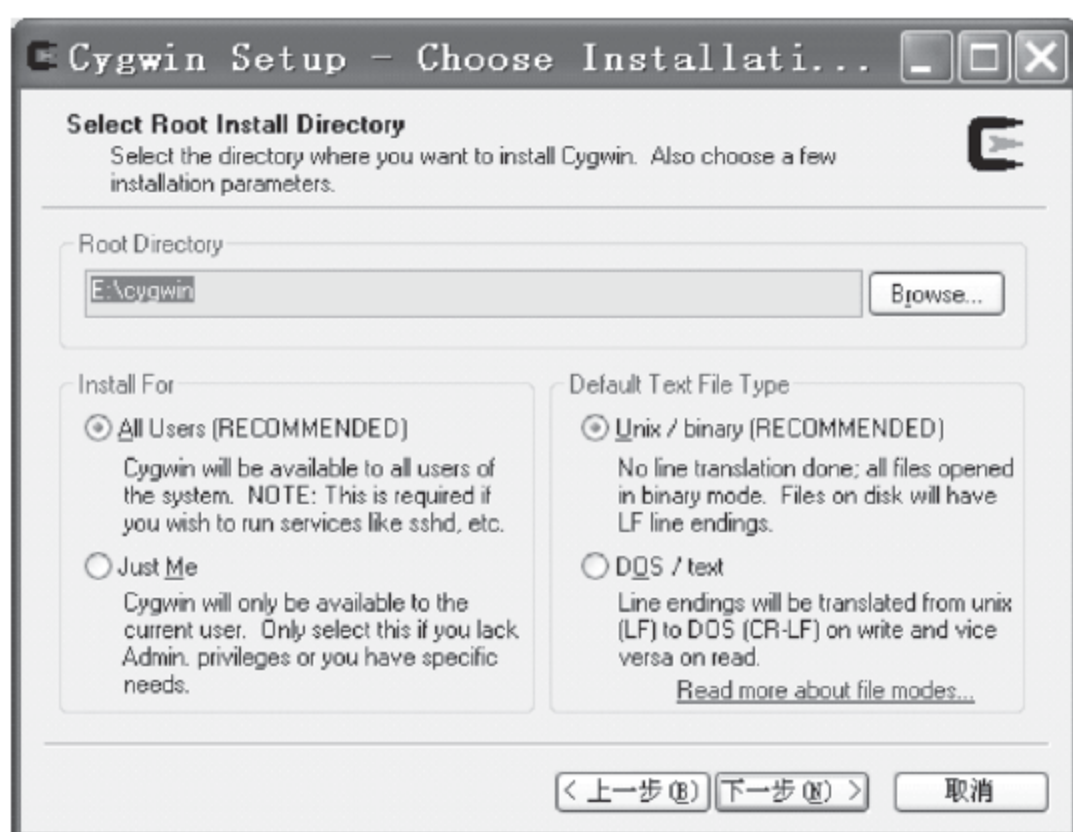 Cygwin Setup - Choose Installati...
Select Root Install Directory
Select the directory where you want to install Cygwin. Also choose a few
installation parameters.
Root Directory
E:\cygwin
Browse...
Install For
All Users (RECOMMENDED)
Cygwin will be available to all users of
the system. NOTE: This is required if
you wish to run services like sshd, etc.
Just Me
Cygwin will only be available to the
current user. Only select this if you lack
Admin. privileges or you have specific
needs.
Default Text File Type
Unix / binary (RECOMMENDED)
No line translation done; all files opened
in binary mode. Files on disk will have
LF line endings.
DOS / text
Line endings will be translated from unix
(LF) to DOS (CR-LF) on write and vice
versa on read.
Read more about file modes...
< 上一步(B)
下一步(N) >
取消